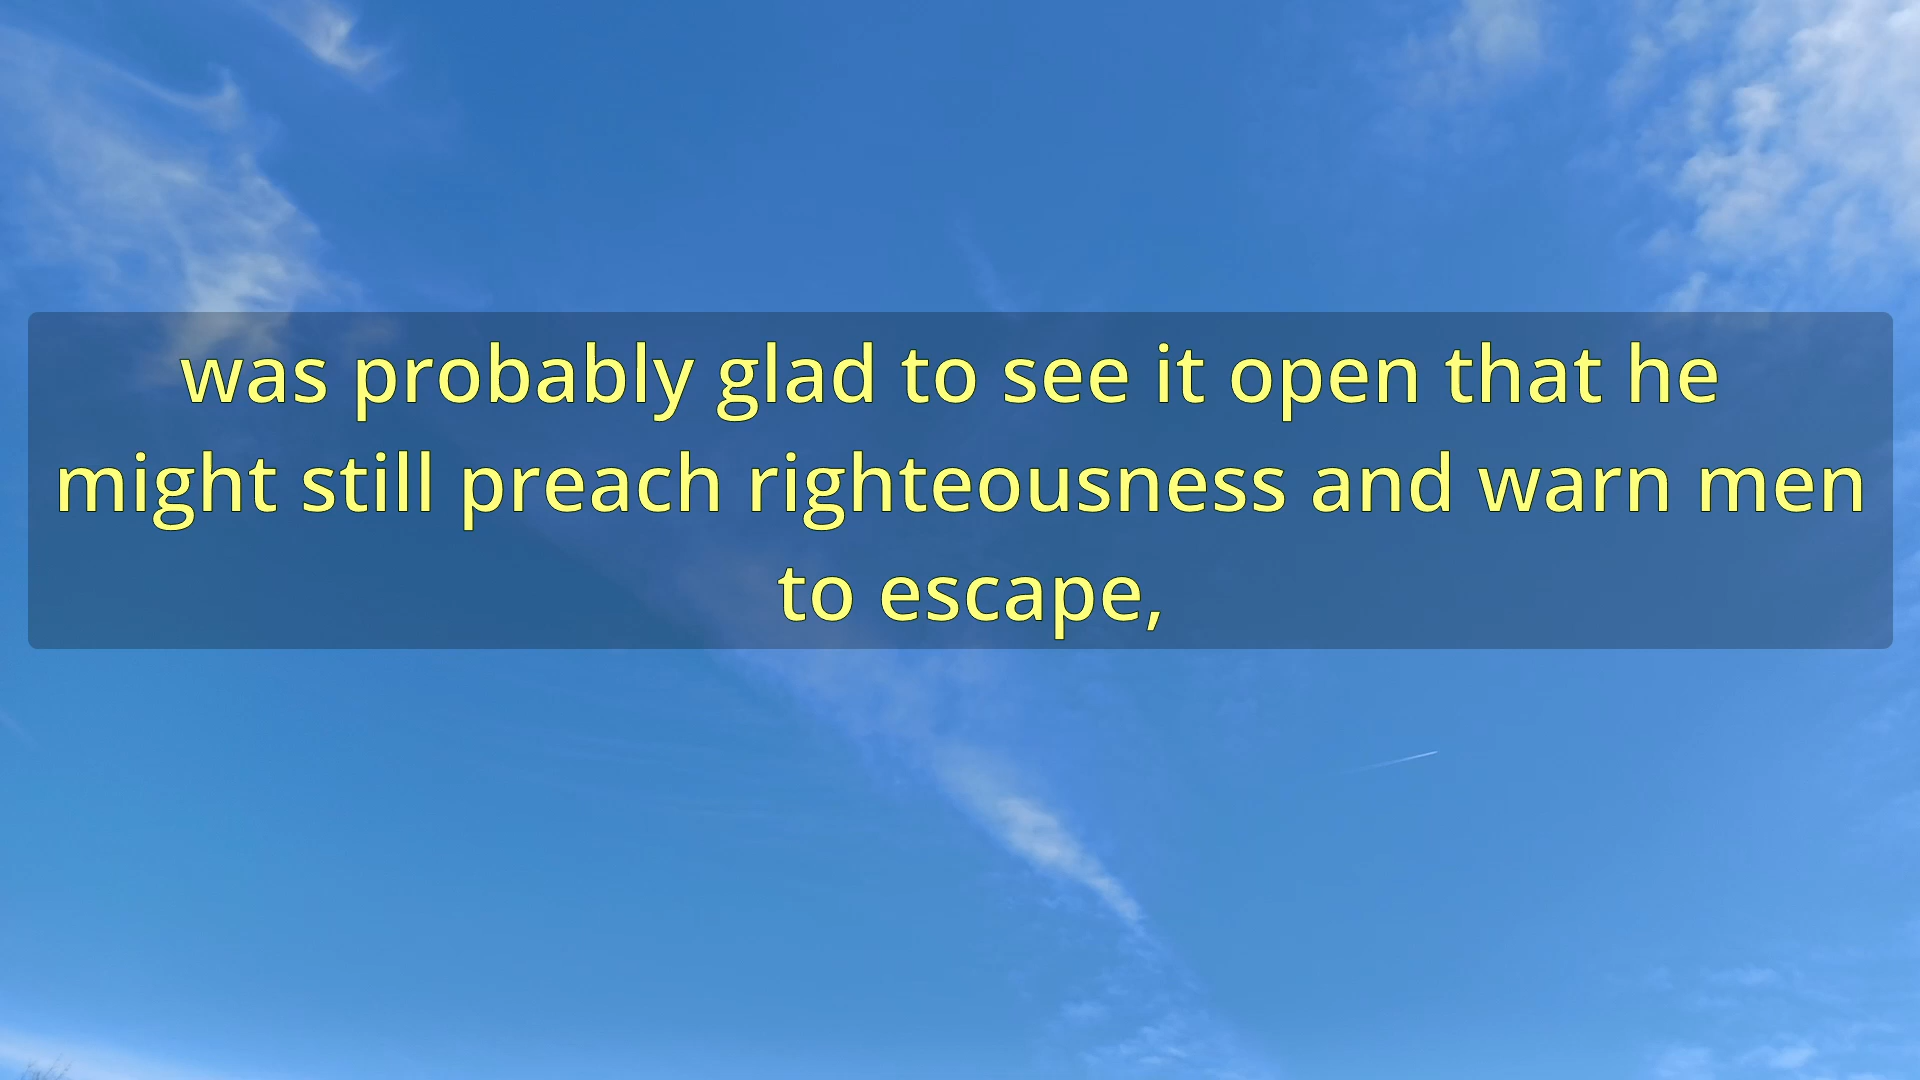 was probably glad to see it open that he
might still preach righteousness and warn men
to escape,